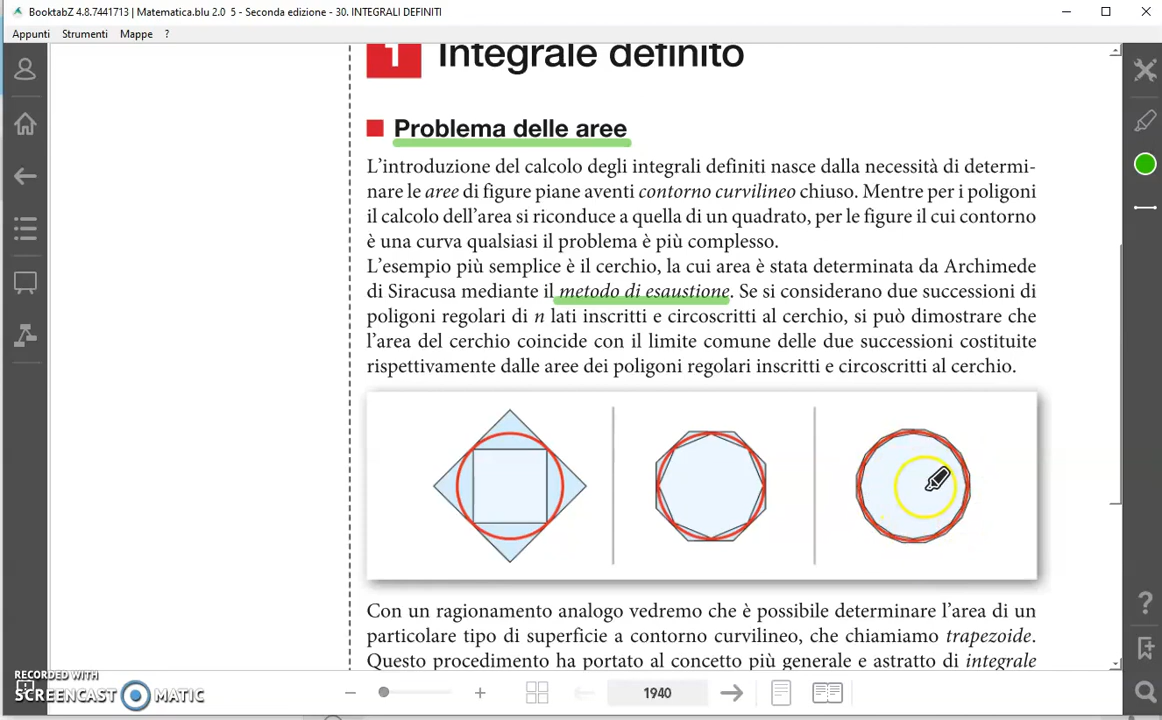 BooktabZ 4.8.7441713 | Matematica.blu 2.0 5 - Seconda edizione - 30. INTEGRALI DEFINITI
Appunti Strumenti Mappe ?
1 Integrale definito
Problema delle aree
L'introduzione del calcolo degli integrali definiti nasce dalla necessità di determi-
nare le aree di figure piane aventi contorno curvilineo chiuso. Mentre per i poligoni
il calcolo dell'area si riconduce a quella di un quadrato, per le figure il cui contorno
è una curva qualsiasi il problema è più complesso.
L'esempio più semplice è il cerchio, la cui area è stata determinata da Archimede
di Siracusa mediante il metodo di esaustione. Se si considerano due successioni di
poligoni regolari di n lati inscritti e circoscritti al cerchio, si può dimostrare che
l'area del cerchio coincide con il limite comune delle due successioni costituite
rispettivamente dalle aree dei poligoni regolari inscritti e circoscritti al cerchio.
Con un ragionamento analogo vedremo che è possibile determinare l'area di un
particolare tipo di superficie a contorno curvilineo, che chiamiamo trapezoide.
Questo procedimento ha portato al concetto più generale e astratto di integrale
RECORDED WITH
SCREENCAST MATIC
1940